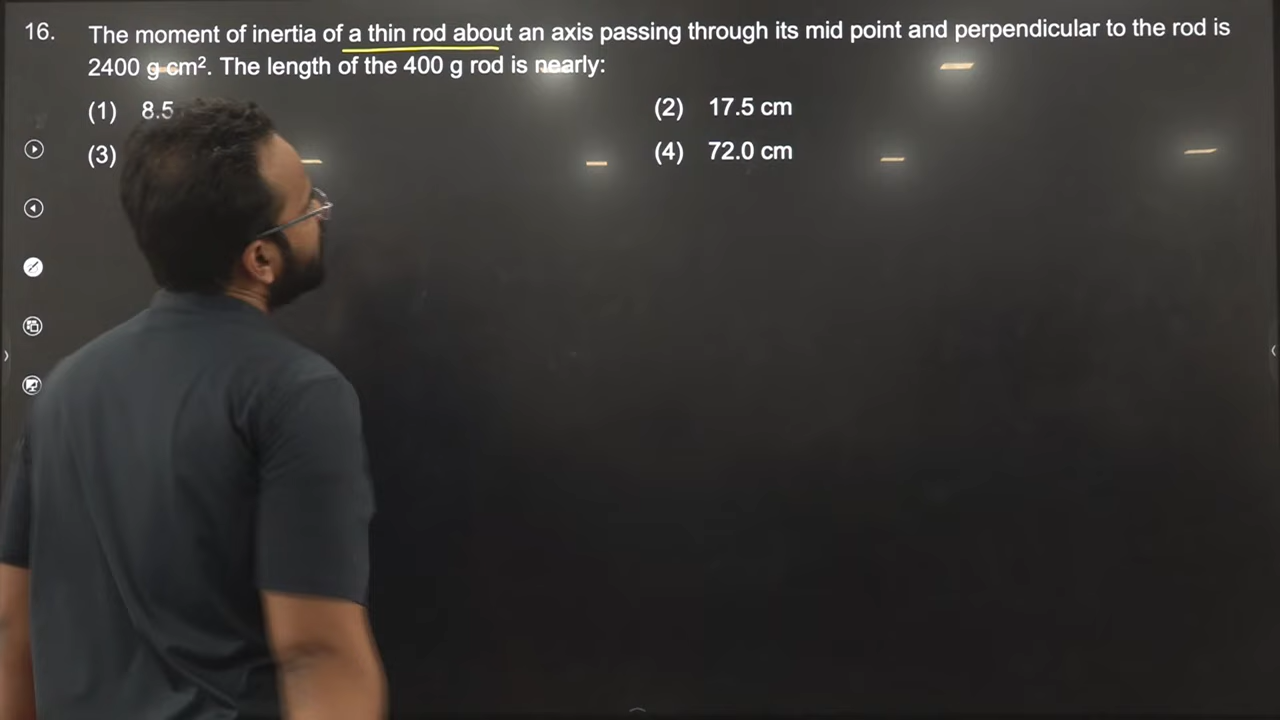 16. The moment of inertia of a thin rod about an axis passing through its mid point and perpendicular to the rod is
2400 g cm². The length of the 400 g rod is nearly:
(1) 8.5 (2) 17.5 cm
(3) (4) 72.0 cm